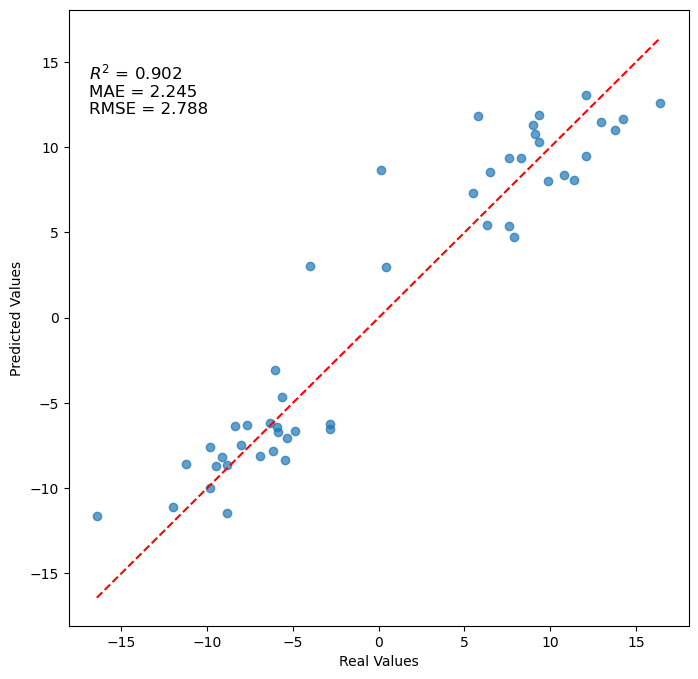 R² = 0.902
MAE = 2.245
RMSE = 2.788
15
10
5
0
−5
−10
−15
Predicted Values
−15 −10 −5 0 5 10 15
Real Values